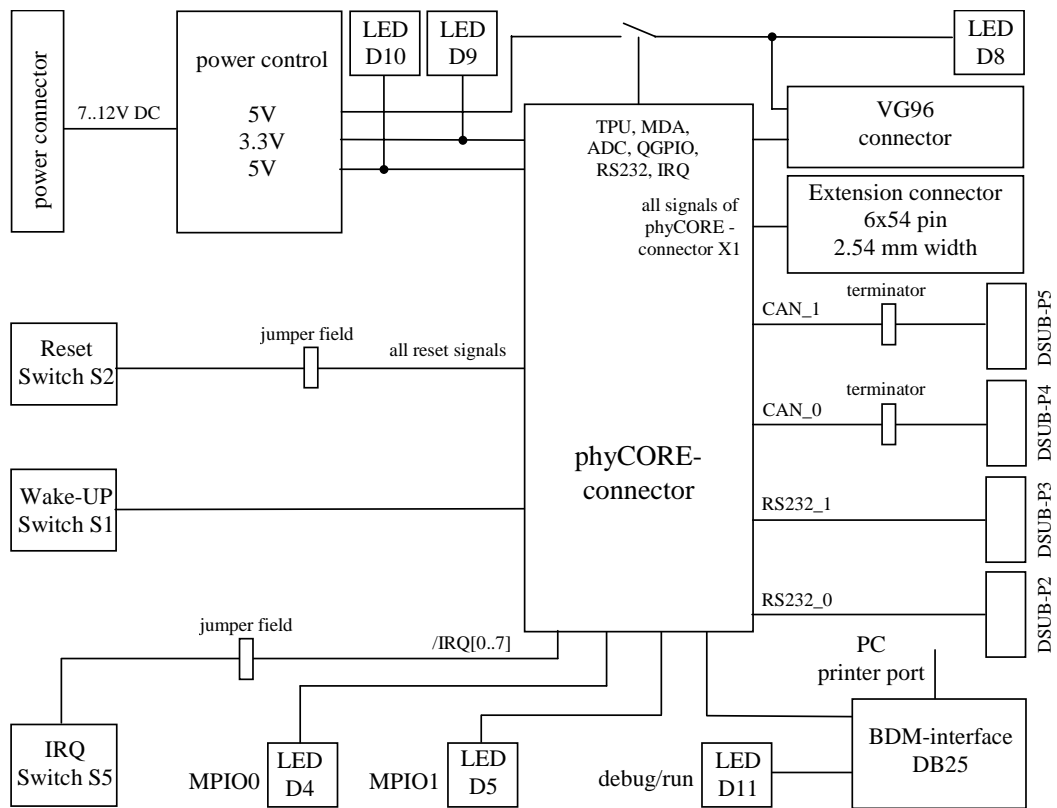 LED
D10
LED
D9
LED
D8
power connector
7..12V DC
power control
5V
3.3V
5V
TPU, MDA,
ADC, QGPIO,
RS232, IRQ
all signals of
phyCORE -
connector X1
VG96
connector
Extension connector
6x54 pin
2.54 mm width
CAN_1
terminator
DSUB-P5
Reset
Switch S2
jumper field
all reset signals
CAN_0
terminator
DSUB-P4
phyCORE-
connector
Wake-UP
Switch S1
RS232_1
DSUB-P3
RS232_0
DSUB-P2
jumper field
/IRQ[0..7]
PC
printer port
IRQ
Switch S5
MPIO0
LED
D4
MPIO1
LED
D5
debug/run
LED
D11
BDM-interface
DB25